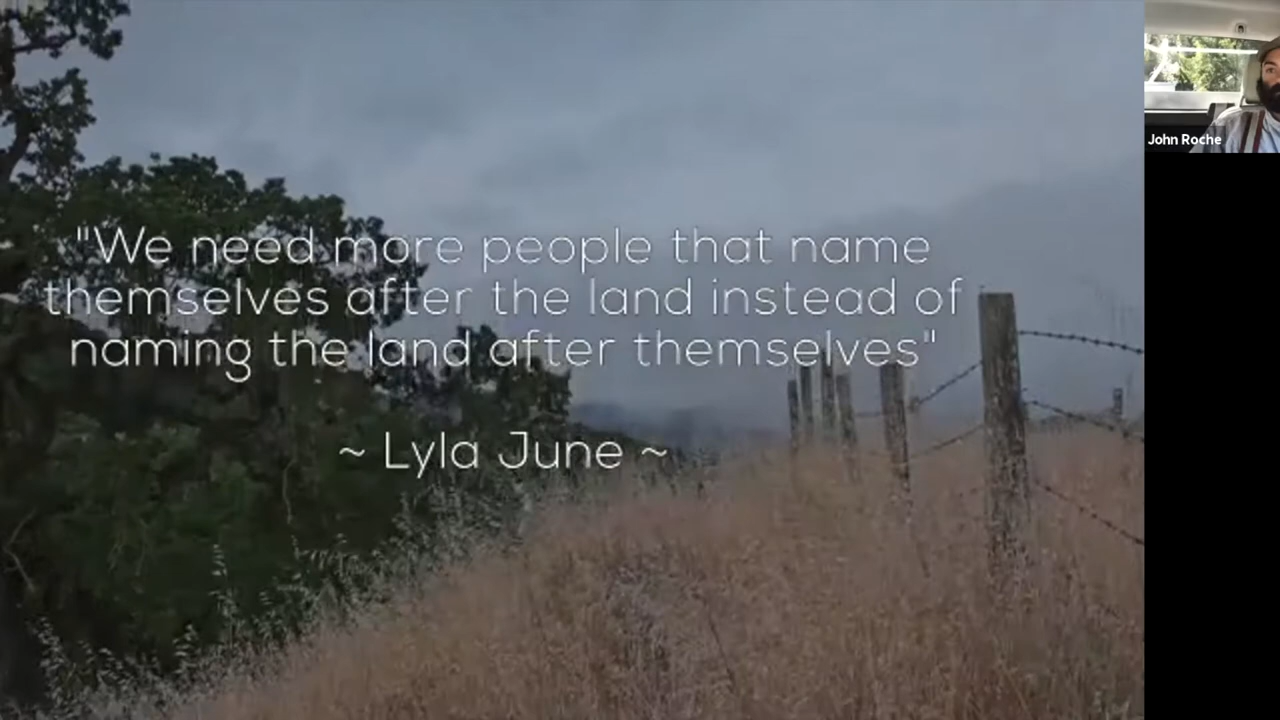 "We need more people that name
themselves after the land instead of
naming the land after themselves"
~ Lyla June ~
John Roche